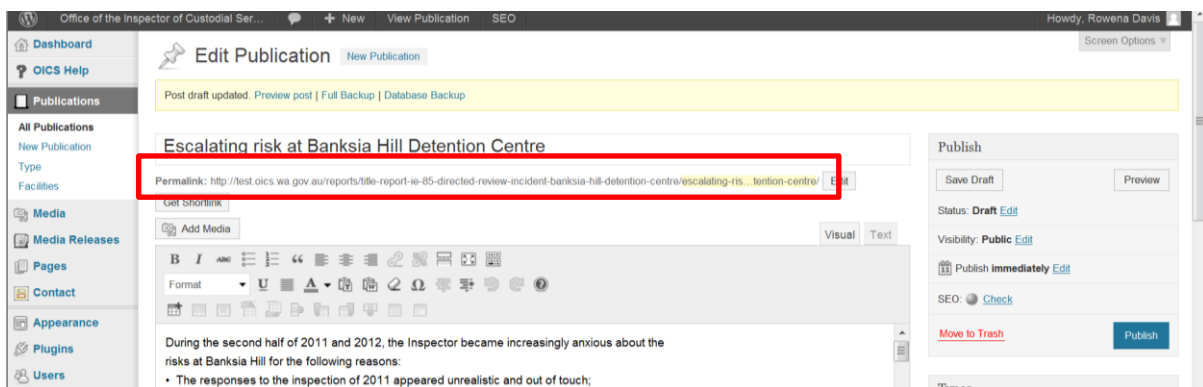 Office of the Inspector of Custodial Ser... + New View Publication SEO Howdy, Rowena Davis
Screen Options
Dashboard
OICS Help
Publications
All Publications
New Publication
Type
Facilities
Media
Media Releases
Pages
Contact
Appearance
Plugins
Users
Edit Publication New Publication
Post draft updated. Preview post | Full Backup | Database Backup
Escalating risk at Banksia Hill Detention Centre
Permalink: http://test.oics.wa.gov.au/reports/title-report-ie-85-directed-review-incident-banksia-hill-detention-centre/escalating-ris...tention-centre/ Edit
Get Shortlink
Add Media
Visual Text
B I ABC
Format U A
During the second half of 2011 and 2012, the Inspector became increasingly anxious about the
risks at Banksia Hill for the following reasons:
• The responses to the inspection of 2011 appeared unrealistic and out of touch;
Publish
Save Draft Preview
Status: Draft Edit
Visibility: Public Edit
Publish immediately Edit
SEO: Check
Move to Trash Publish